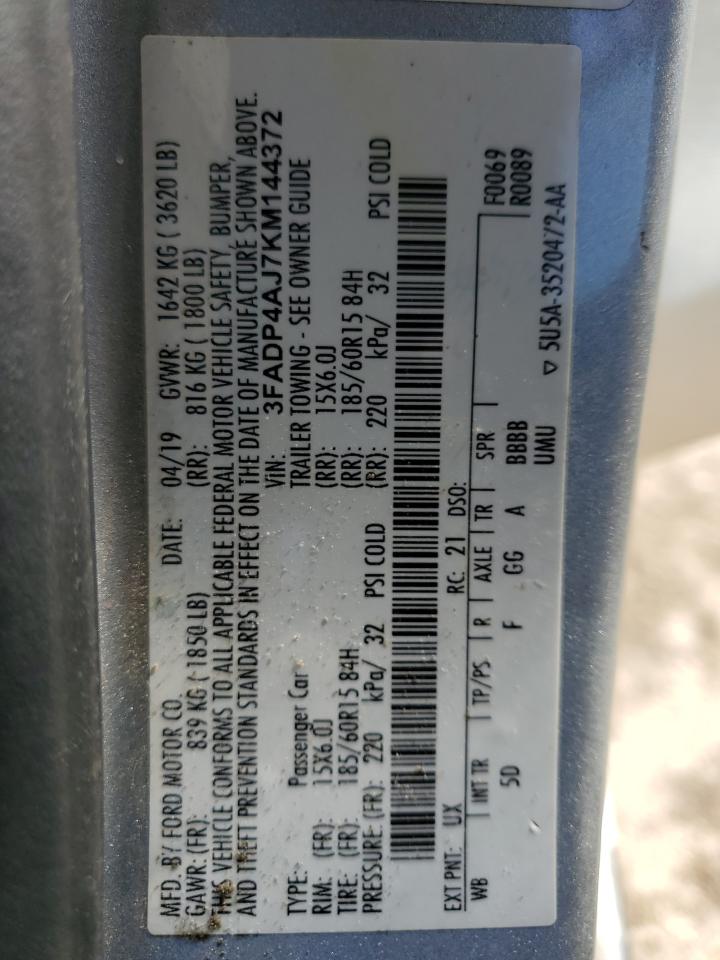 MFD. BY FORD MOTOR CO. DATE: 04/19 GVWR: 1642 KG ( 3620 LB)
GAWR: (FR): 839 KG ( 1850 LB) (RR): 816 KG ( 1800 LB)
THIS VEHICLE CONFORMS TO ALL APPLICABLE FEDERAL MOTOR VEHICLE SAFETY, BUMPER,
AND THEFT PREVENTION STANDARDS IN EFFECT ON THE DATE OF MANUFACTURE SHOWN ABOVE.
VIN: 3FADP4AJ7KM144372
TYPE: Passenger Car TRAILER TOWING - SEE OWNER GUIDE
RIM: (FR): 15X6.0J (RR): 15X6.0J
TIRE: (FR): 185/60R15 84H (RR): 185/60R15 84H
PRESSURE: (FR): 220 kPa/ 32 PSI COLD (RR): 220 kPa/ 32 PSI COLD
EXT PNT: UX RC: 21 DSO: F0069
WB INT TR TP/PS R AXLE TR SPR R0089
5D F GG A BBBB
UMU
▽ 5U5A-3520472-AA